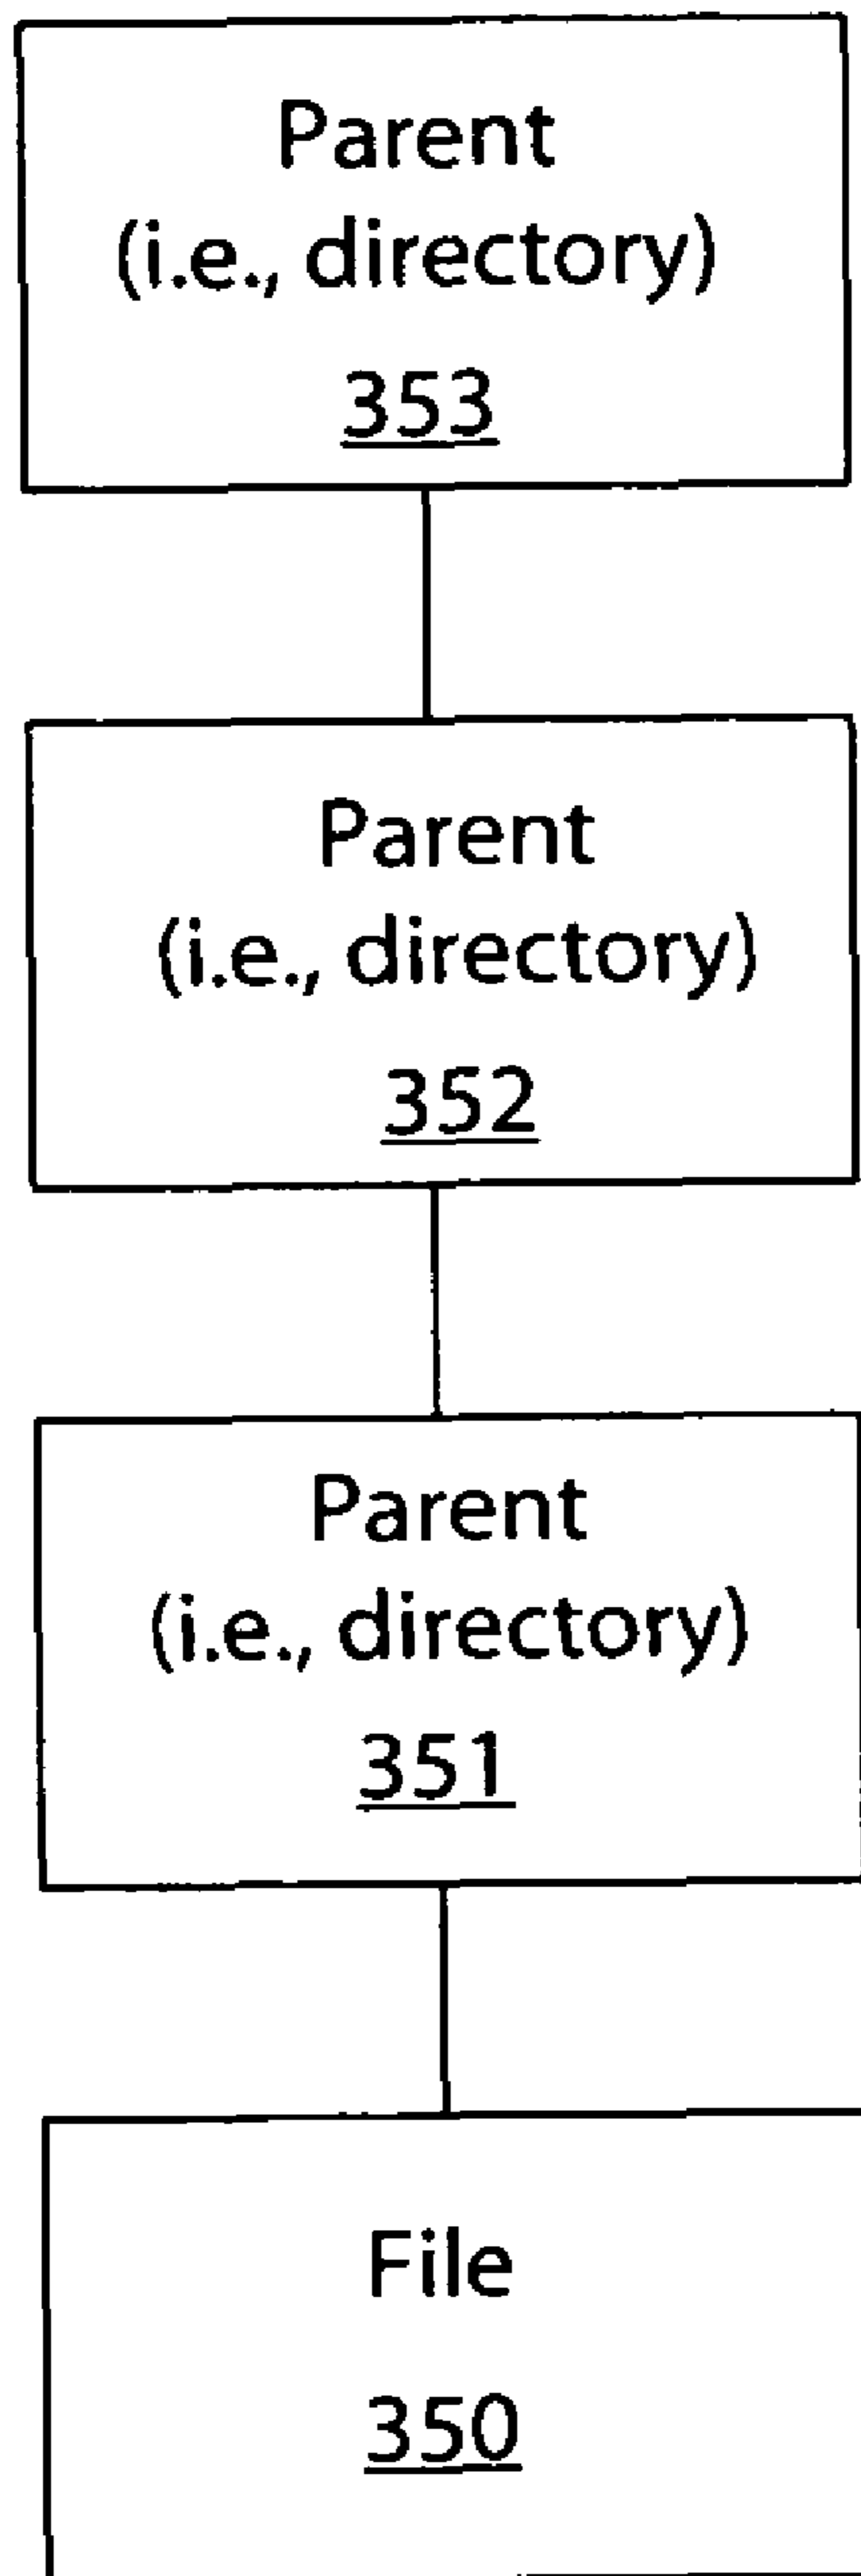 Parent
(i.e., directory)
353
Parent
(i.e., directory)
352
Parent
(i.e., directory)
351
File
350